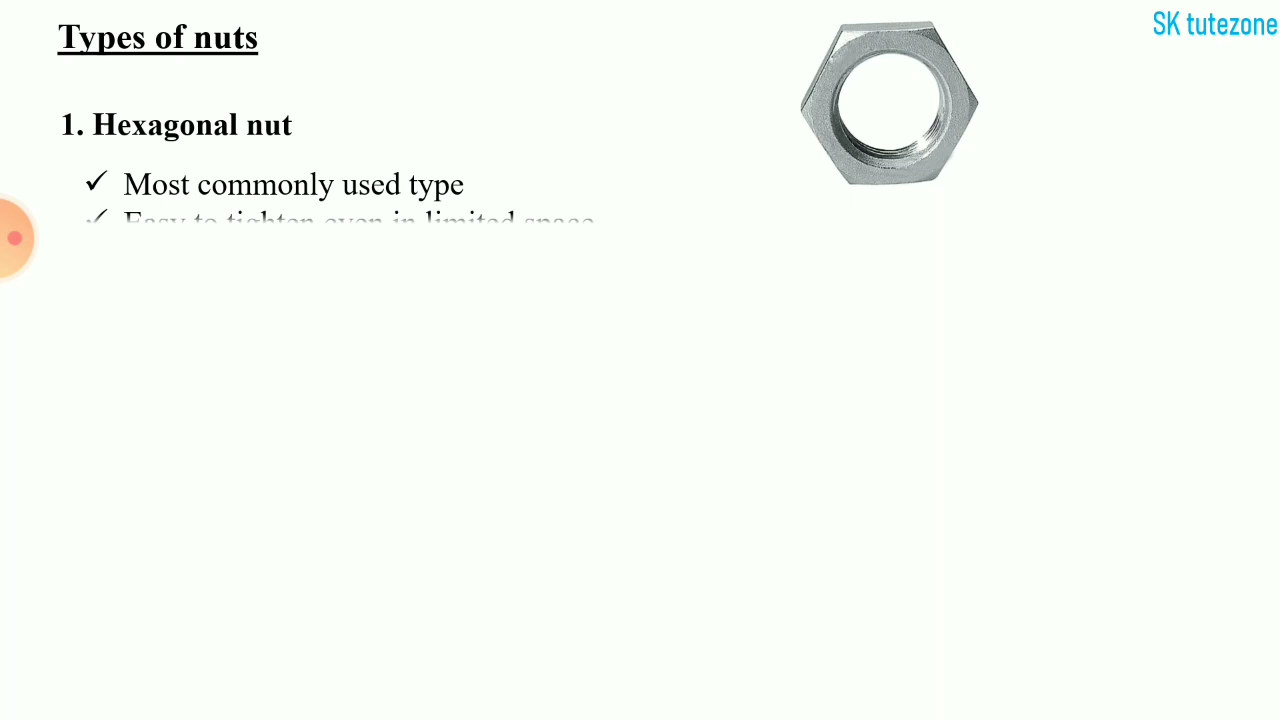 SK tutezone
Types of nuts
1. Hexagonal nut
✓ Most commonly used type
✓ Easy to tighten even in limited space